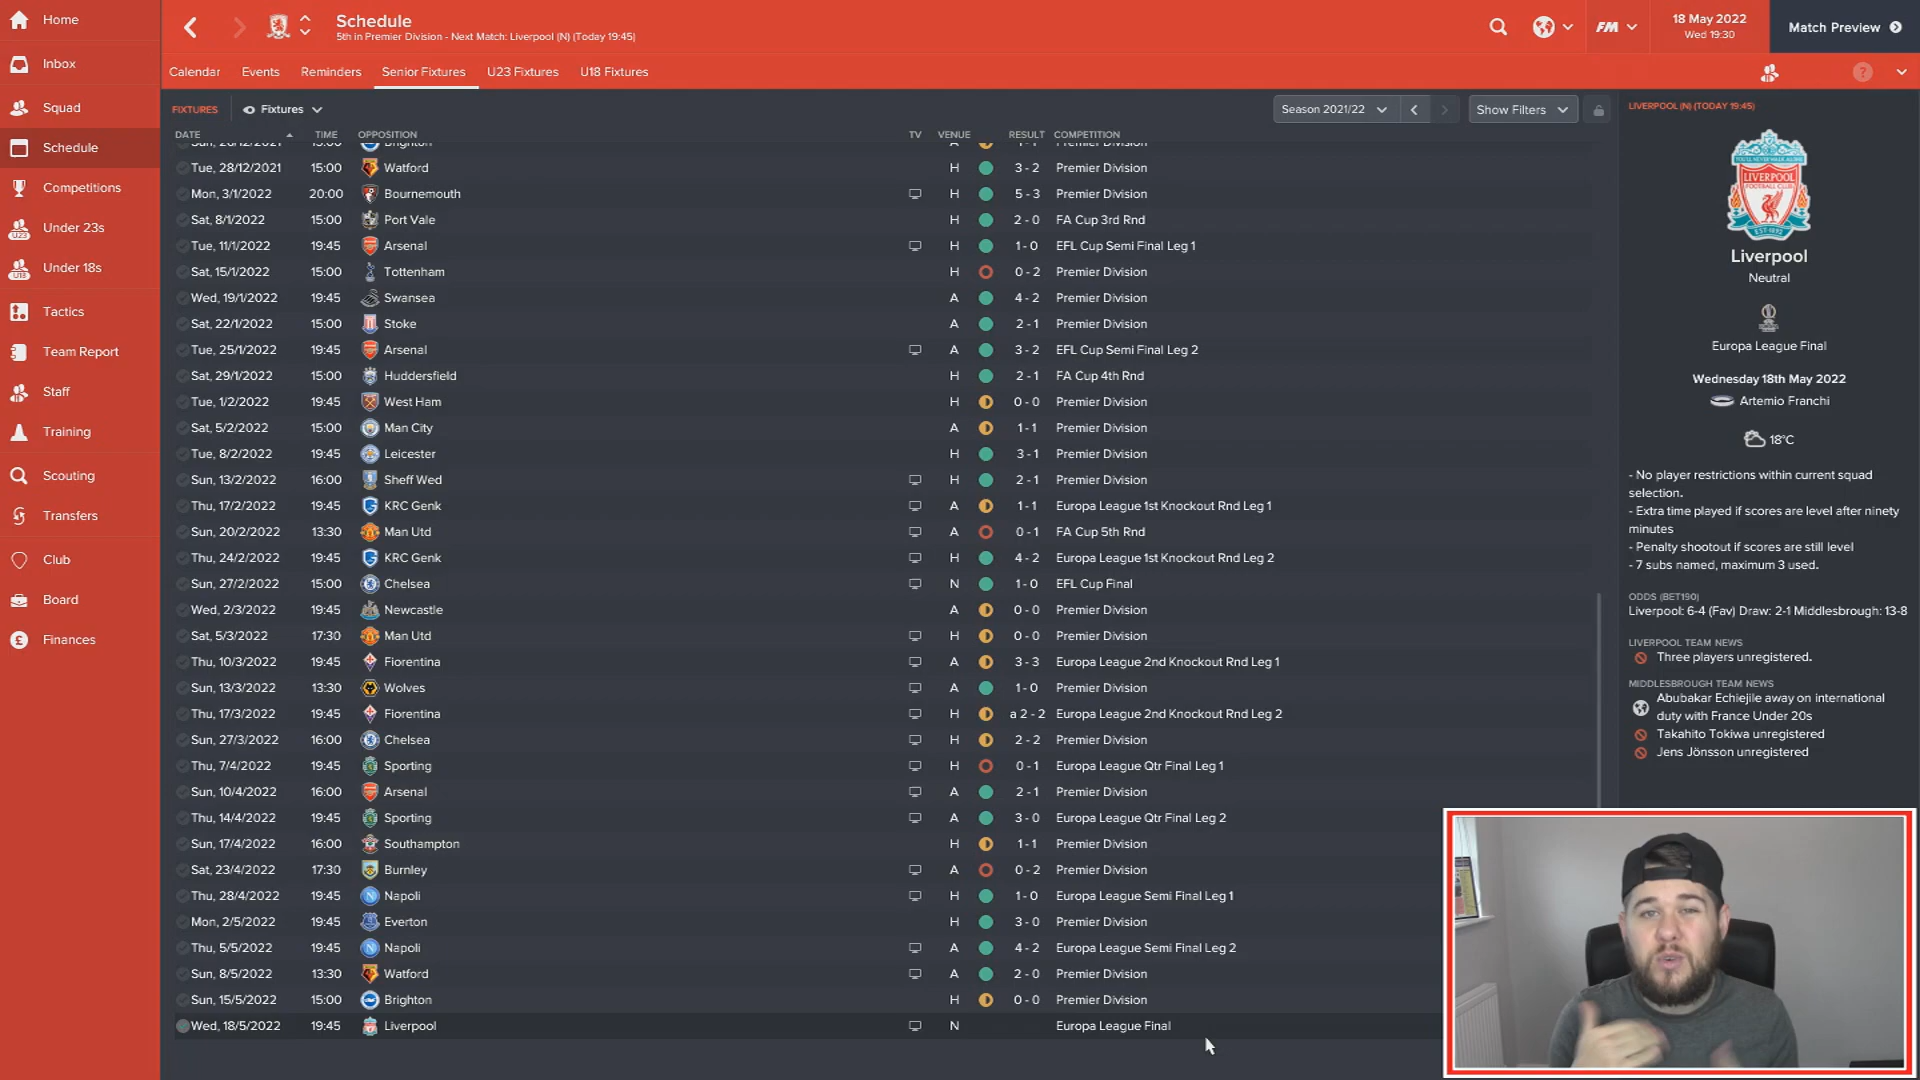 Home
Inbox
Squad
Schedule
Competitions
Under 23s
Under 18s
Tactics
Team Report
Staff
Training
Scouting
Transfers
Club
Board
Finances
Schedule
5th in Premier Division - Next Match: Liverpool (N) (Today 19:45)
FM
18 May 2022
Wed 19:30
Match Preview
Calendar Events Reminders Senior Fixtures U23 Fixtures U18 Fixtures
FIXTURES Fixtures Season 2021/22 Show Filters
DATE TIME OPPOSITION TV VENUE RESULT COMPETITION
Sun, 26/12/2021 15:00 Brighton A 1 - 1 Premier Division
Tue, 28/12/2021 15:00 Watford H 3 - 2 Premier Division
Mon, 3/1/2022 20:00 Bournemouth H 5 - 3 Premier Division
Sat, 8/1/2022 15:00 Port Vale H 2 - 0 FA Cup 3rd Rnd
Tue, 11/1/2022 19:45 Arsenal H 1 - 0 EFL Cup Semi Final Leg 1
Sat, 15/1/2022 15:00 Tottenham H 0 - 2 Premier Division
Wed, 19/1/2022 19:45 Swansea A 4 - 2 Premier Division
Sat, 22/1/2022 15:00 Stoke A 2 - 1 Premier Division
Tue, 25/1/2022 19:45 Arsenal A 3 - 2 EFL Cup Semi Final Leg 2
Sat, 29/1/2022 15:00 Huddersfield H 2 - 1 FA Cup 4th Rnd
Tue, 1/2/2022 19:45 West Ham H 0 - 0 Premier Division
Sat, 5/2/2022 15:00 Man City A 1 - 1 Premier Division
Tue, 8/2/2022 19:45 Leicester H 3 - 1 Premier Division
Sun, 13/2/2022 16:00 Sheff Wed H 2 - 1 Premier Division
Thu, 17/2/2022 19:45 KRC Genk A 1 - 1 Europa League 1st Knockout Rnd Leg 1
Sun, 20/2/2022 13:30 Man Utd A 0 - 1 FA Cup 5th Rnd
Thu, 24/2/2022 19:45 KRC Genk H 4 - 2 Europa League 1st Knockout Rnd Leg 2
Sun, 27/2/2022 15:00 Chelsea N 1 - 0 EFL Cup Final
Wed, 2/3/2022 19:45 Newcastle A 0 - 0 Premier Division
Sat, 5/3/2022 17:30 Man Utd H 0 - 0 Premier Division
Thu, 10/3/2022 19:45 Fiorentina A 3 - 3 Europa League 2nd Knockout Rnd Leg 1
Sun, 13/3/2022 13:30 Wolves A 1 - 0 Premier Division
Thu, 17/3/2022 19:45 Fiorentina H a 2 - 2 Europa League 2nd Knockout Rnd Leg 2
Sun, 27/3/2022 16:00 Chelsea H 2 - 2 Premier Division
Thu, 7/4/2022 19:45 Sporting H 0 - 1 Europa League Qtr Final Leg 1
Sun, 10/4/2022 16:00 Arsenal A 2 - 1 Premier Division
Thu, 14/4/2022 19:45 Sporting A 3 - 0 Europa League Qtr Final Leg 2
Sun, 17/4/2022 16:00 Southampton H 1 - 1 Premier Division
Sat, 23/4/2022 17:30 Burnley A 0 - 2 Premier Division
Thu, 28/4/2022 19:45 Napoli H 1 - 0 Europa League Semi Final Leg 1
Mon, 2/5/2022 19:45 Everton H 3 - 0 Premier Division
Thu, 5/5/2022 19:45 Napoli A 4 - 2 Europa League Semi Final Leg 2
Sun, 8/5/2022 13:30 Watford A 2 - 0 Premier Division
Sun, 15/5/2022 15:00 Brighton H 0 - 0 Premier Division
Wed, 18/5/2022 19:45 Liverpool N Europa League Final
LIVERPOOL (N) (TODAY 19:45)
YOU'LL NEVER WALK ALONE
LIVERPOOL
FOOTBALL CLUB
EST·1892
Liverpool
Neutral
Europa League Final
Wednesday 18th May 2022
Artemio Franchi
18°C
- No player restrictions within current squad
selection.
- Extra time played if scores are level after ninety
minutes
- Penalty shootout if scores are still level
- 7 subs named, maximum 3 used.
ODDS (BET190)
Liverpool: 6-4 (Fav) Draw: 2-1 Middlesbrough: 13-8
LIVERPOOL TEAM NEWS
Three players unregistered.
MIDDLESBROUGH TEAM NEWS
Abubakar Echiejile away on international
duty with France Under 20s
Takahito Tokiwa unregistered
Jens Jönsson unregistered